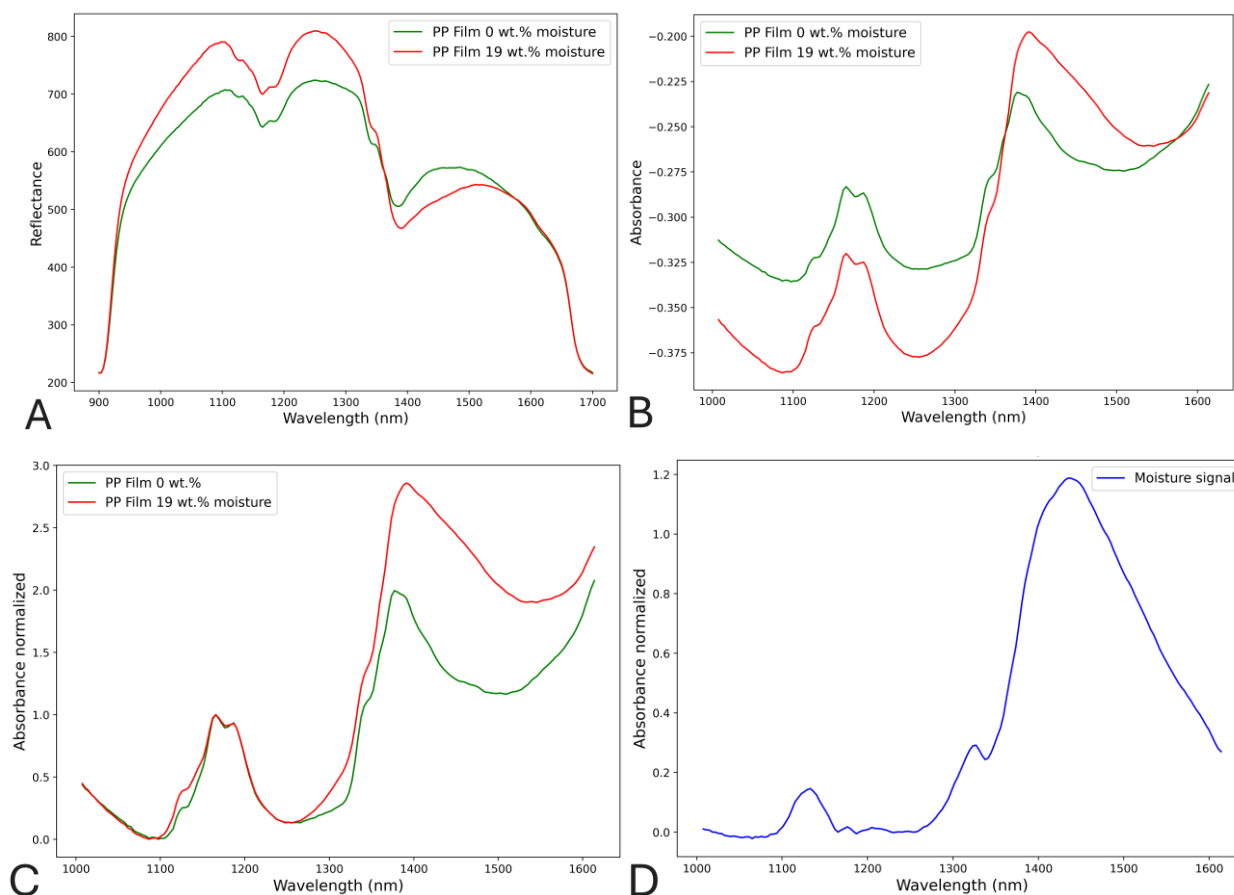 PP Film 0 wt.% moisture
PP Film 19 wt.% moisture
Reflectance
800
700
600
500
400
300
200
900 1000 1100 1200 1300 1400 1500 1600 1700
Wavelength (nm)
A
PP Film 0 wt.% moisture
PP Film 19 wt.% moisture
Absorbance
−0.200
−0.225
−0.250
−0.275
−0.300
−0.325
−0.350
−0.375
1000 1100 1200 1300 1400 1500 1600
Wavelength (nm)
B
PP Film 0 wt.%
PP Film 19 wt.% moisture
Absorbance normalized
3.0
2.5
2.0
1.5
1.0
0.5
0.0
1000 1100 1200 1300 1400 1500 1600
Wavelength (nm)
C
Moisture signal
Absorbance normalized
1.2
1.0
0.8
0.6
0.4
0.2
0.0
1000 1100 1200 1300 1400 1500 1600
Wavelength (nm)
D